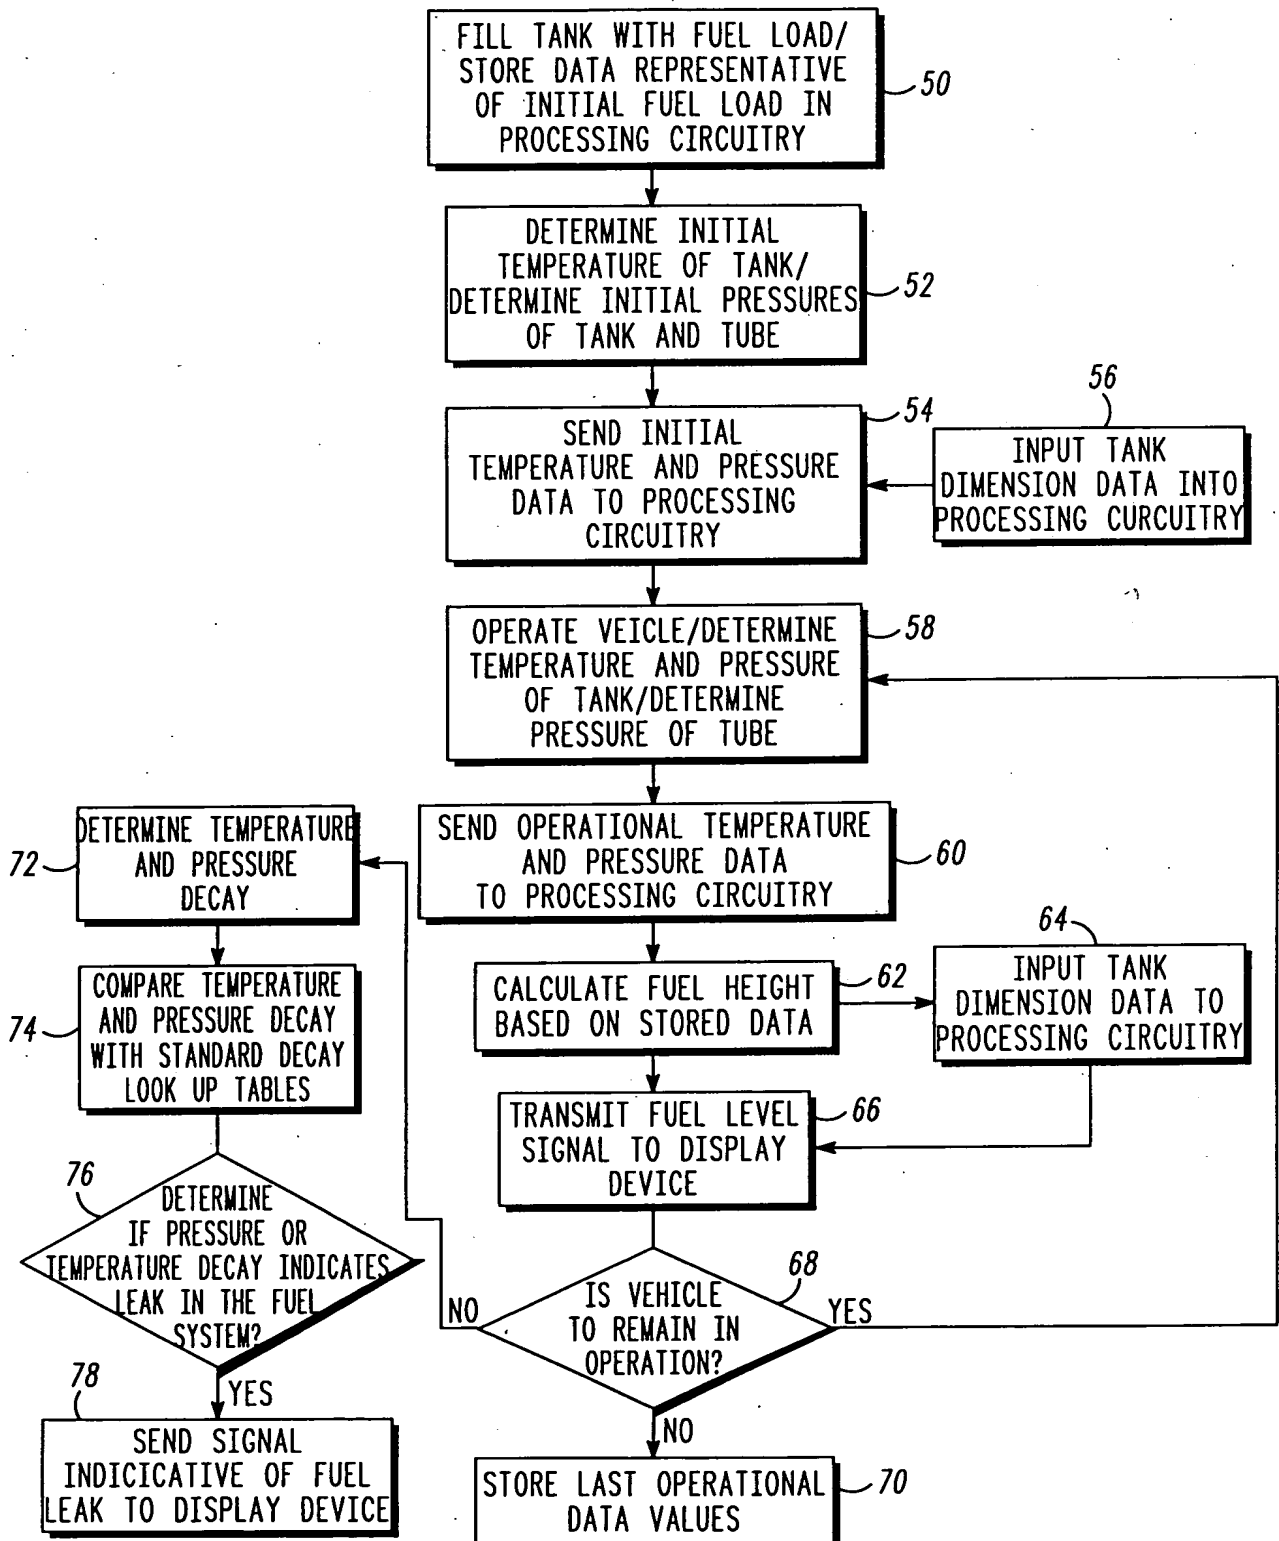 FILL TANK WITH FUEL LOAD/
STORE DATA REPRESENTATIVE
OF INITIAL FUEL LOAD IN
PROCESSING CIRCUITRY
50
DETERMINE INITIAL
TEMPERATURE OF TANK/
DETERMINE INITIAL PRESSURES
OF TANK AND TUBE
52
SEND INITIAL
TEMPERATURE AND PRESSURE
DATA TO PROCESSING
CIRCUITRY
54
56
INPUT TANK
DIMENSION DATA INTO
PROCESSING CURCUITRY
OPERATE VEICLE/DETERMINE
TEMPERATURE AND PRESSURE
OF TANK/DETERMINE
PRESSURE OF TUBE
58
SEND OPERATIONAL TEMPERATURE
AND PRESSURE DATA
TO PROCESSING CIRCUITRY
60
CALCULATE FUEL HEIGHT
BASED ON STORED DATA
62
64
INPUT TANK
DIMENSION DATA TO
PROCESSING CIRCUITRY
TRANSMIT FUEL LEVEL
SIGNAL TO DISPLAY
DEVICE
66
IS VEHICLE
TO REMAIN IN
OPERATION?
68
NO
YES
NO
STORE LAST OPERATIONAL
DATA VALUES
70
DETERMINE TEMPERATURE
AND PRESSURE
DECAY
72
COMPARE TEMPERATURE
AND PRESSURE DECAY
WITH STANDARD DECAY
LOOK UP TABLES
74
76
DETERMINE
IF PRESSURE OR
TEMPERATURE DECAY INDICATES
LEAK IN THE FUEL
SYSTEM?
YES
78
SEND SIGNAL
INDICICATIVE OF FUEL
LEAK TO DISPLAY DEVICE